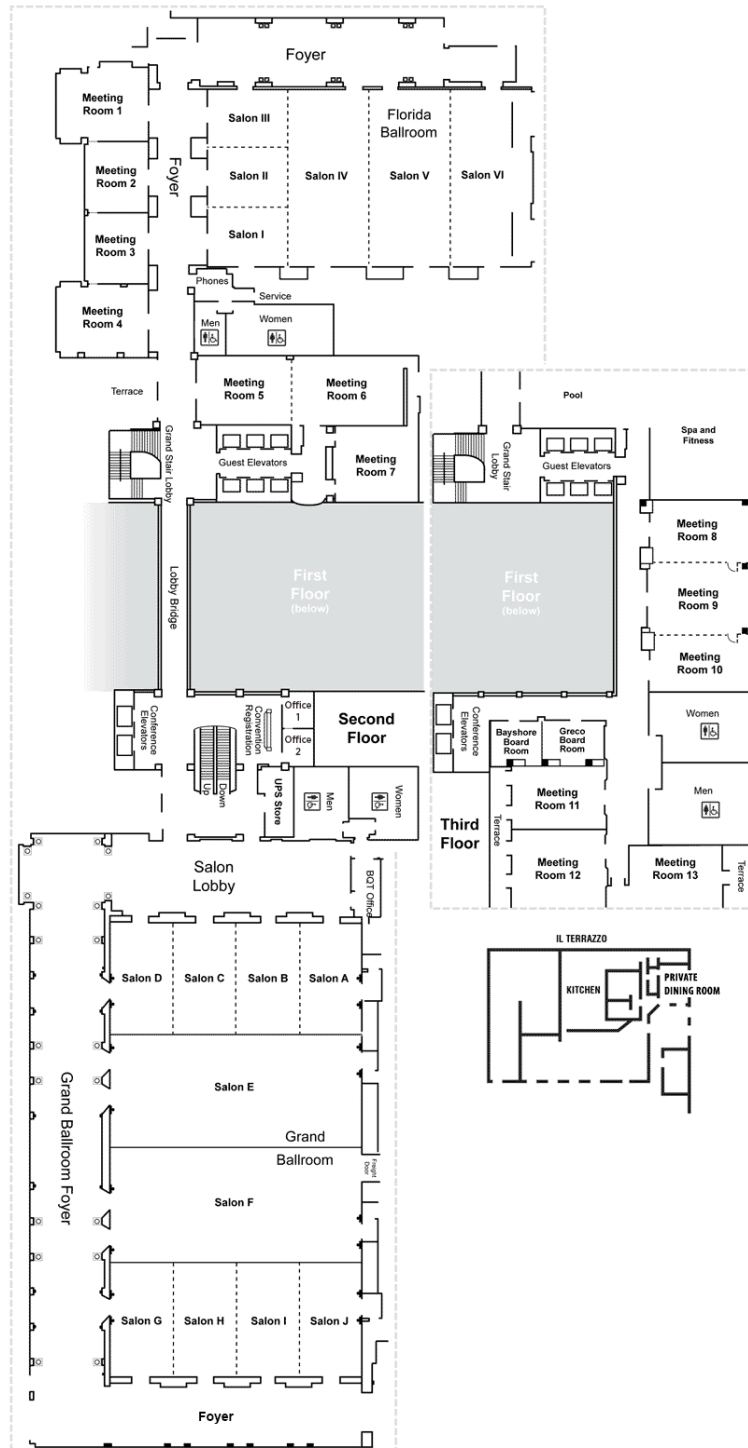 Foyer
Meeting
Room 1
Salon III
Florida
Ballroom
Meeting
Room 2
Foyer
Salon II
Salon IV
Salon V
Salon VI
Meeting
Room 3
Salon I
Phones
Service
Meeting
Room 4
Men
Women
Terrace
Meeting
Room 5
Meeting
Room 6
Grand Stair Lobby
Guest Elevators
Meeting
Room 7
Lobby Bridge
First
Floor
(below)
Conference
Elevators
Convention
Registration
Office
1
Office
2
Second
Floor
Up
Down
UPS Store
Men
Women
Salon
Lobby
BQT Office
Salon D
Salon C
Salon B
Salon A
Grand Ballroom Foyer
Salon E
Grand
Ballroom
Freight
Door
Salon F
Salon G
Salon H
Salon I
Salon J
Foyer
Pool
Spa and
Fitness
Grand Stair
Lobby
Guest Elevators
Meeting
Room 8
First
Floor
(below)
Meeting
Room 9
Meeting
Room 10
Conference
Elevators
Bayshore
Board
Room
Greco
Board
Room
Women
Meeting
Room 11
Men
Third
Floor
Terrace
Meeting
Room 12
Meeting
Room 13
Terrace
IL TERRAZZO
KITCHEN
PRIVATE
DINING ROOM